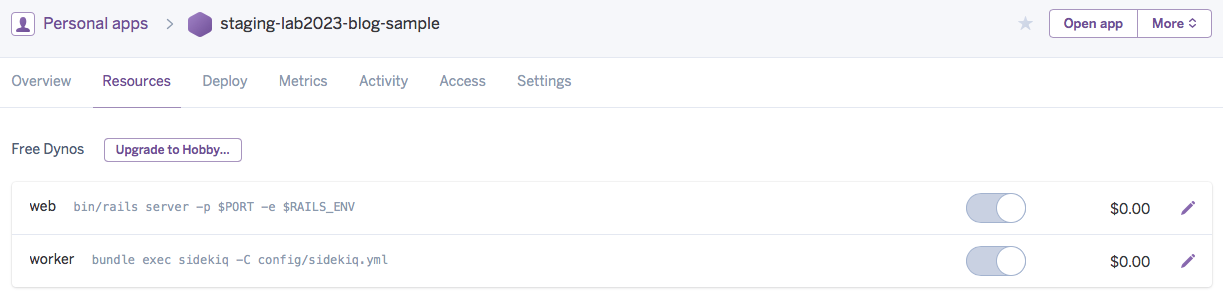 Personal apps > staging-lab2023-blog-sample Open app More
Overview Resources Deploy Metrics Activity Access Settings
Free Dynos Upgrade to Hobby...
web bin/rails server -p $PORT -e $RAILS_ENV $0.00
worker bundle exec sidekiq -C config/sidekiq.yml $0.00